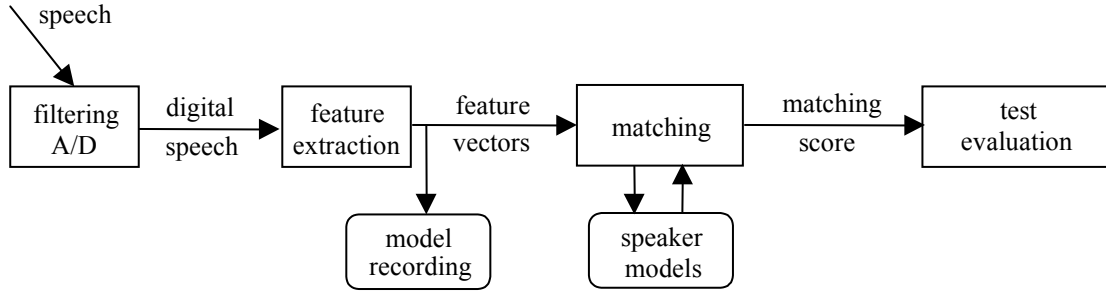 speech
filtering
A/D
digital
speech
feature
extraction
feature
vectors
matching
matching
score
test
evaluation
model
recording
speaker
models